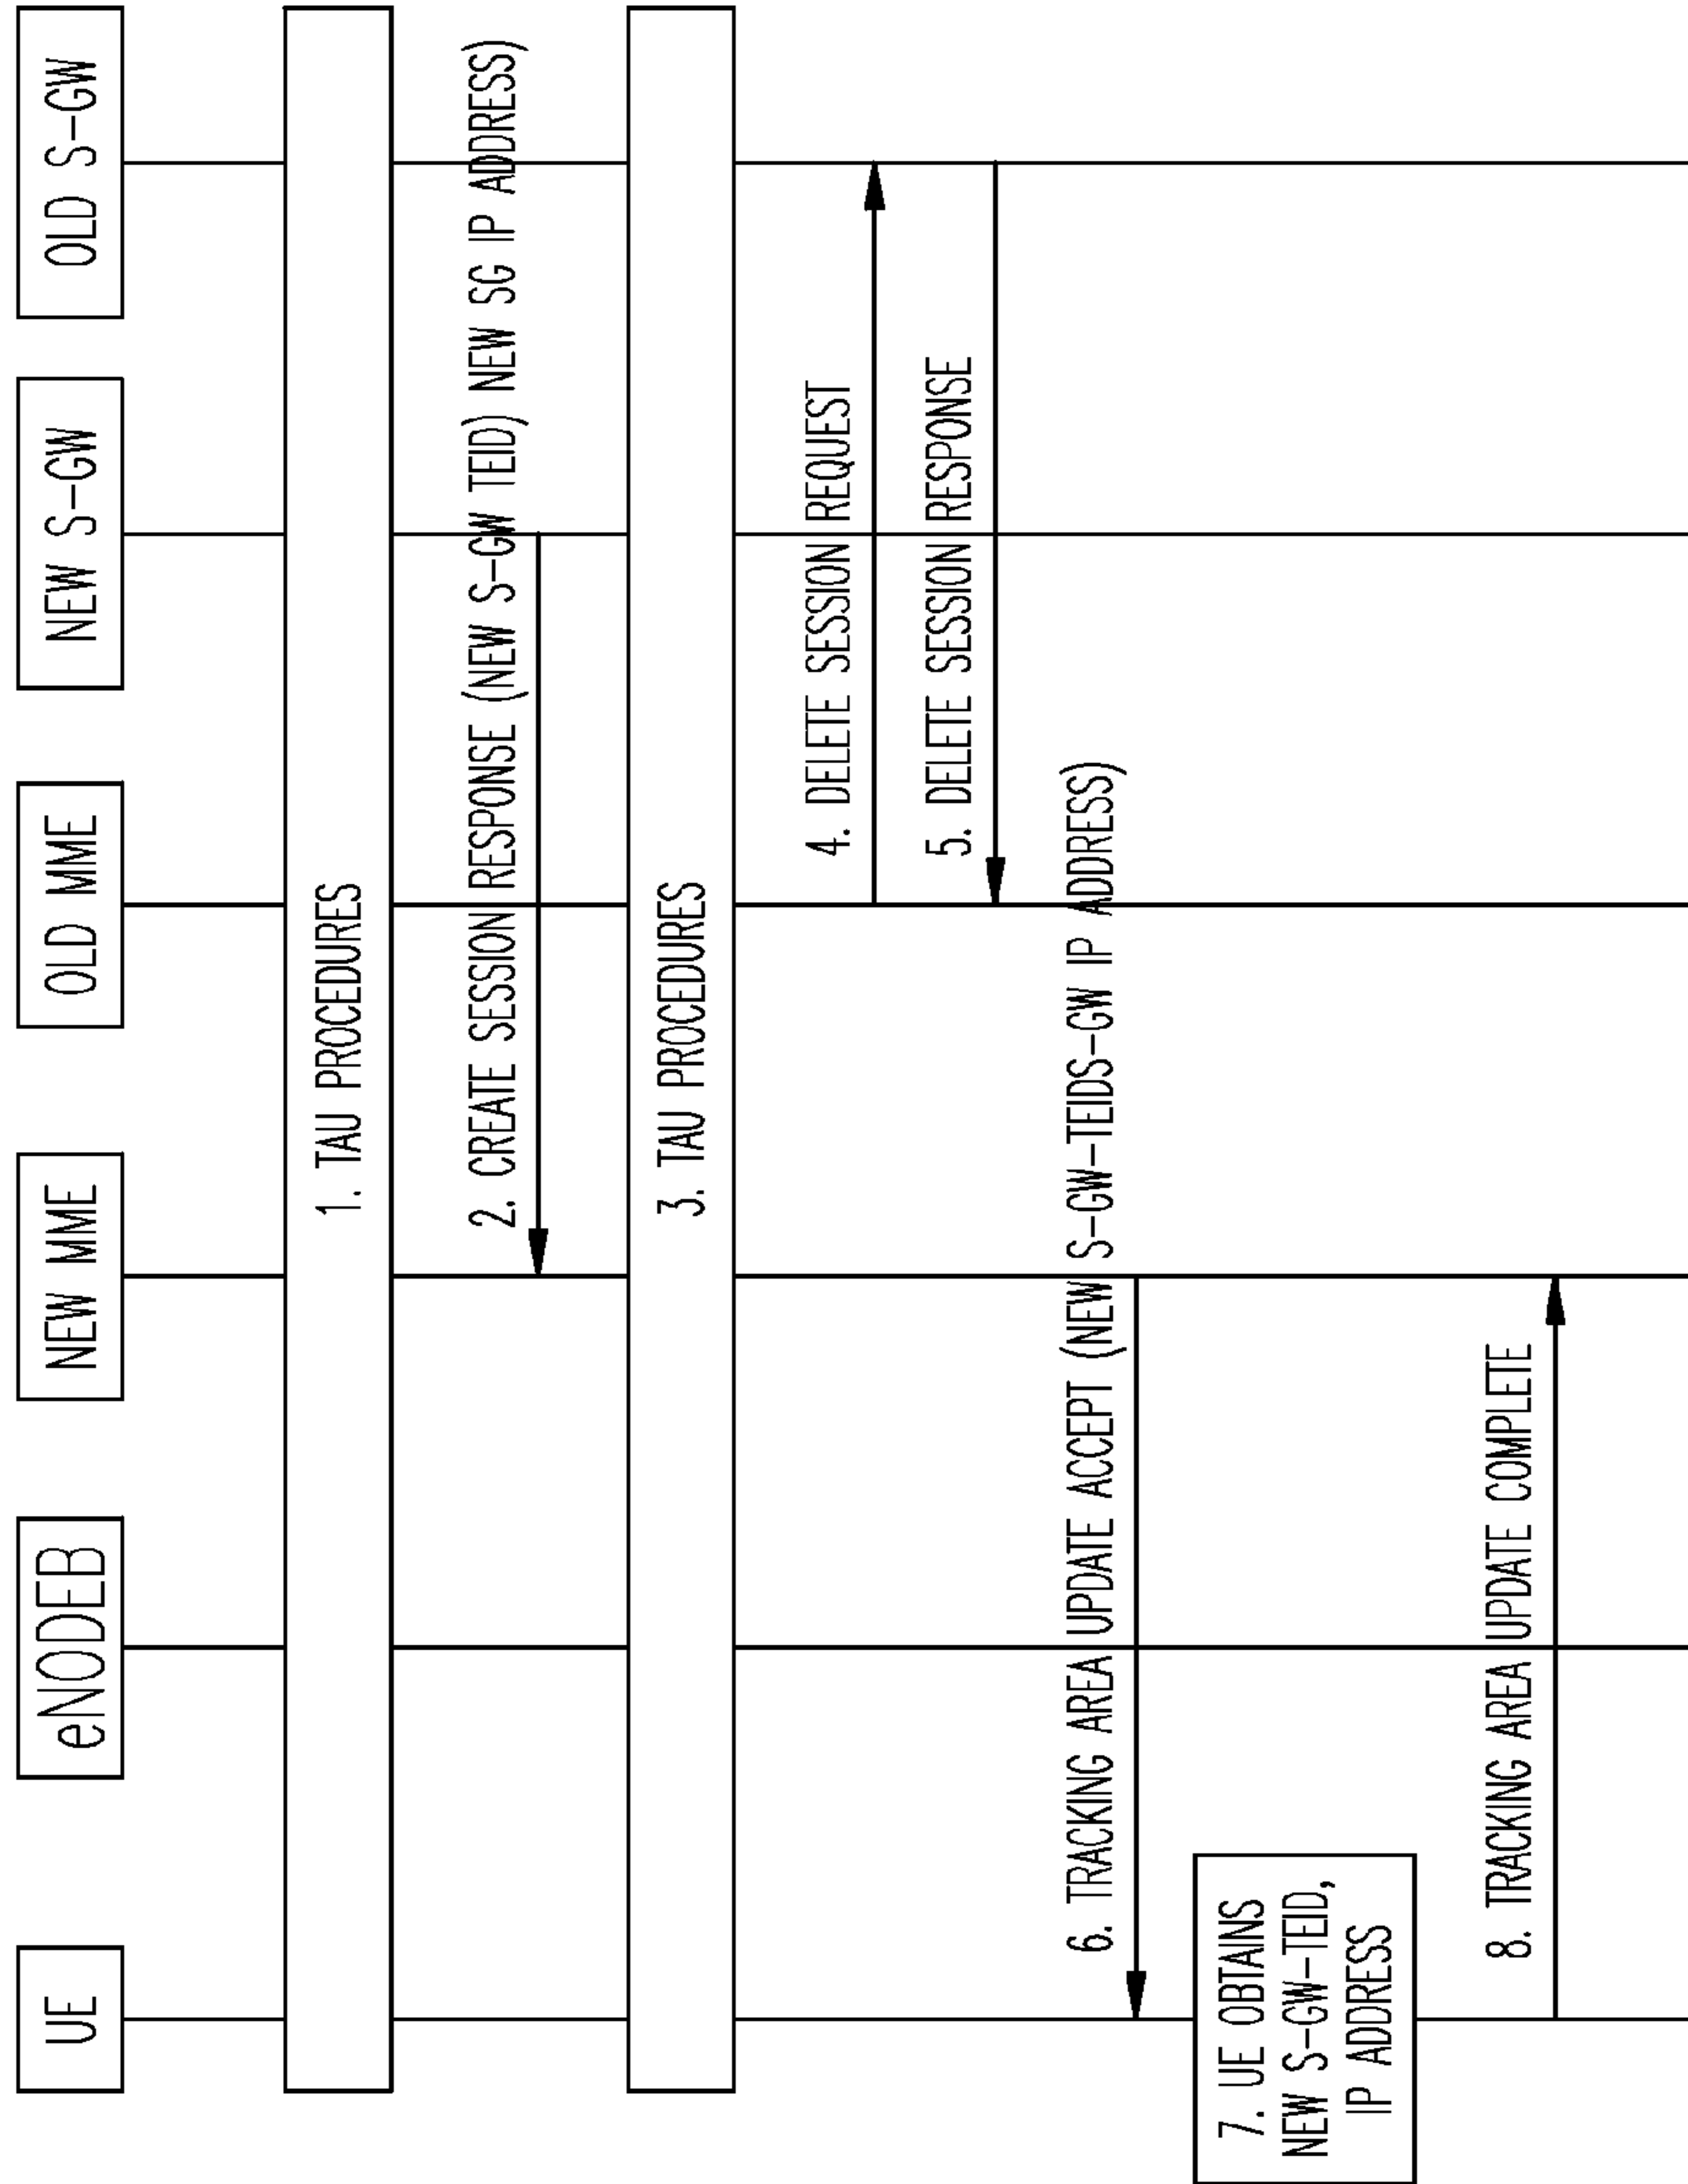 UE
eNODEB
NEW MME
OLD MME
NEW S-GW
OLD S-GW
1. TAU PROCEDURES
2. CREATE SESSION RESPONSE (NEW S-GW TEID) NEW SG IP ADDRESS)
3. TAU PROCEDURES
4. DELETE SESSION REQUEST
5. DELETE SESSION RESPONSE
6. TRACKING AREA UPDATE ACCEPT (NEW S-GW-TEIDS-GW IP ADDRESS)
7. UE OBTAINS
NEW S-GW-TEID,
IP ADDRESS
8. TRACKING AREA UPDATE COMPLETE